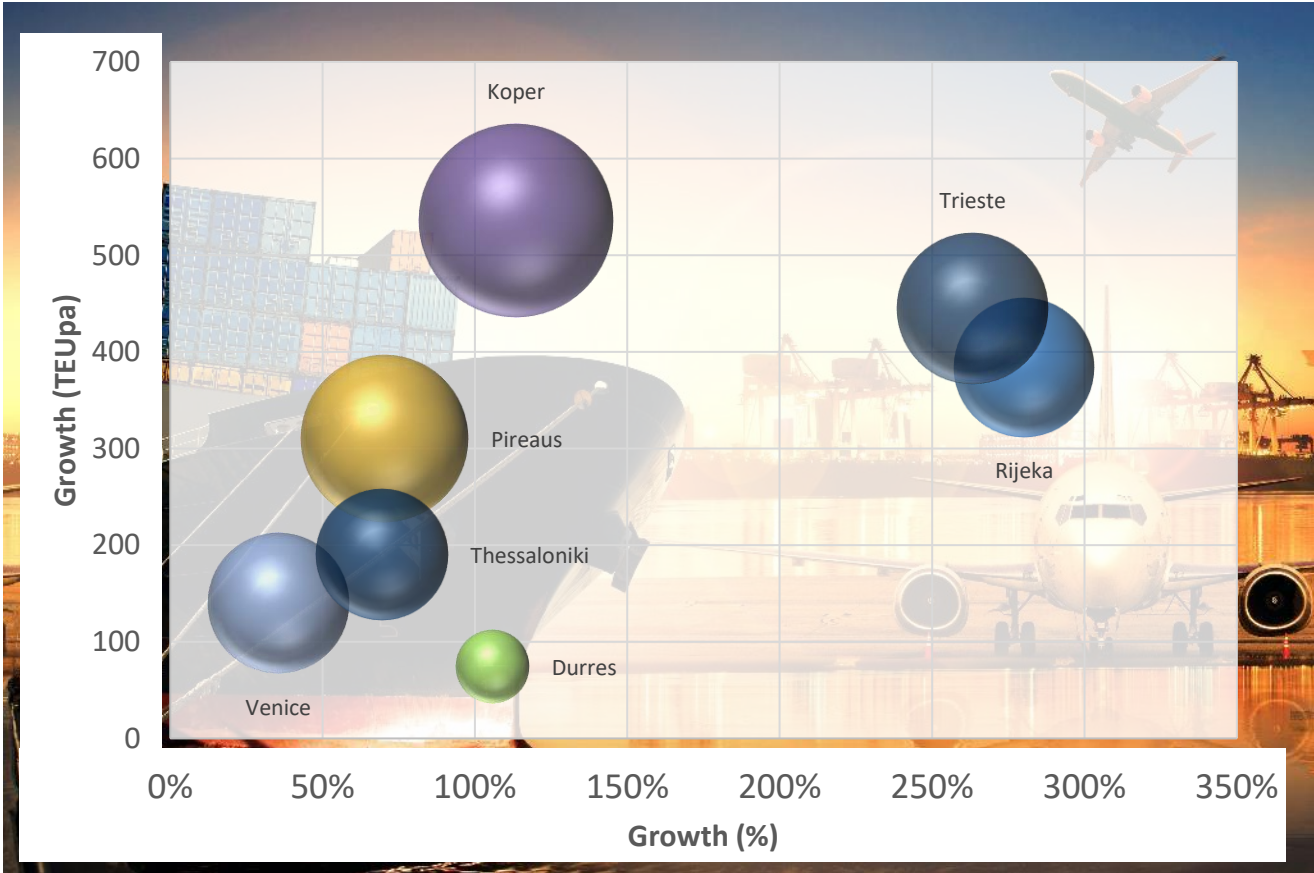 700
600
500
400
300
200
100
0
Growth (TEUpa)
Koper
Trieste
Pireaus
Rijeka
Thessaloniki
Durres
Venice
0% 50% 100% 150% 200% 250% 300% 350%
Growth (%)